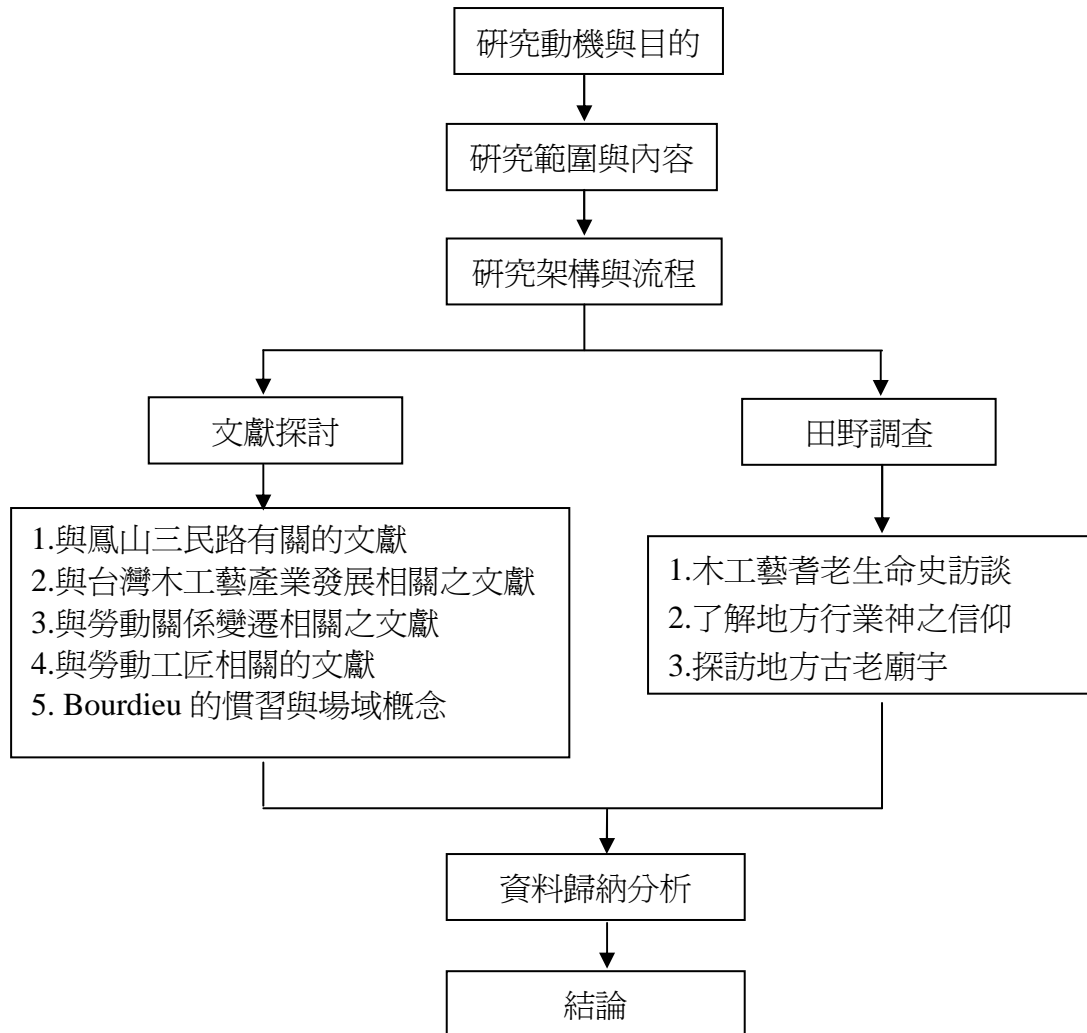 研究動機與目的
研究範圍與內容
研究架構與流程
文獻探討
田野調查
1.與鳳山三民路有關的文獻
2.與台灣木工藝產業發展相關之文獻
3.與勞動關係變遷相關之文獻
4.與勞動工匠相關的文獻
5. Bourdieu 的慣習與場域概念
1.木工藝耆老生命史訪談
2.了解地方行業神之信仰
3.探訪地方古老廟宇
資料歸納分析
結論